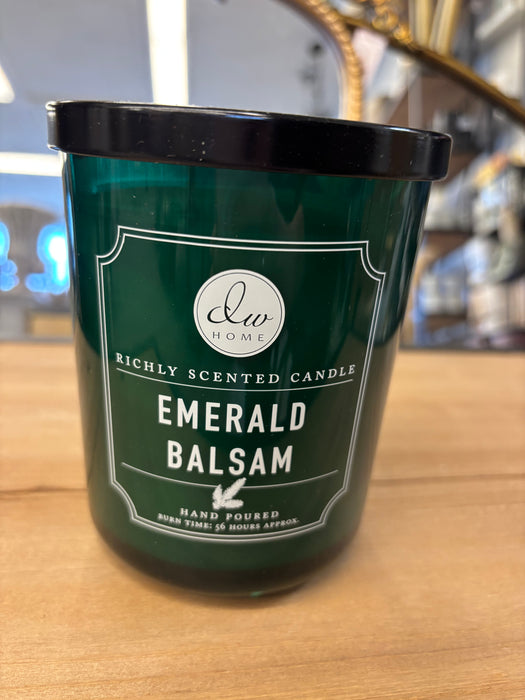 dw
HOME
RICHLY SCENTED CANDLE
EMERALD
BALSAM
HAND POURED
BURN TIME: 56 HOURS APPROX.